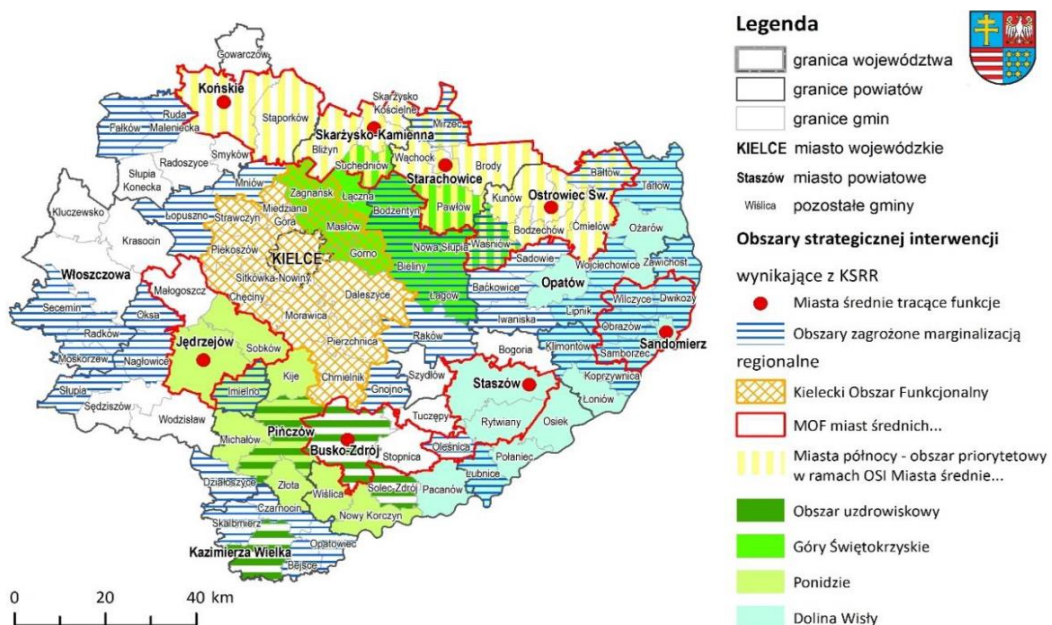 Gowarczów
Końskie
Stąporków
Skarżysko
Kościelne
Ruda
Maleniecka
Fałków
Skarżysko-Kamienna
Mirzec
Bliżyn
Smyków
Radoszyce
Suchedniów
Wąchock
Starachowice
Brody
Bałtów
Tarłów
Słupia
Konecka
Mniów
Zagnańsk
Łączna
Pawłów
Kunów
Ostrowiec Św.
Kluczewsko
Łopuszno
Strawczyn
Miedziana
Góra
Masłów
Bodzentyn
Bodzechów
Ćmielów
Ożarów
Krasocin
Piekoszów
KIELCE
Górno
Nowa Słupia
Waśniów
Sadowie
Wojciechowice
Zawichost
Włoszczowa
Małogoszcz
Sitkówka-Nowiny
Bieliny
Baćkowice
Opatów
Wilczyce
Dwikozy
Secemin
Oksa
Chęciny
Daleszyce
Łagów
Lipnik
Radków
Morawica
Iwaniska
Obrazów
Sandomierz
Moskorzew
Nagłowice
Jędrzejów
Sobków
Pierzchnica
Raków
Bogoria
Klimontów
Samborzec
Słupia
Kije
Chmielnik
Szydłów
Staszów
Koprzywnica
Sędziszów
Imielno
Gnojno
Łoniów
Wodzisław
Tuczępy
Rytwiany
Osiek
Michałów
Pińczów
Busko-Zdrój
Stopnica
Oleśnica
Połaniec
Łubnice
Działoszyce
Złota
Wiślica
Solec-Zdrój
Pacanów
Czarnocin
Nowy Korczyn
Skalbmierz
Opatowiec
Kazimierza Wielka
Bejsce
0 20 40 km
Legenda
granica województwa
granice powiatów
granice gmin
KIELCE miasto wojewódzkie
Staszów miasto powiatowe
Wiślica pozostałe gminy
Obszary strategicznej interwencji
wynikające z KSRR
Miasta średnie tracące funkcje
Obszary zagrożone marginalizacją
regionalne
Kielecki Obszar Funkcjonalny
MOF miast średnich...
Miasta północy - obszar priorytetowy
w ramach OSI Miasta średnie...
Obszar uzdrowiskowy
Góry Świętokrzyskie
Ponidzie
Dolina Wisły